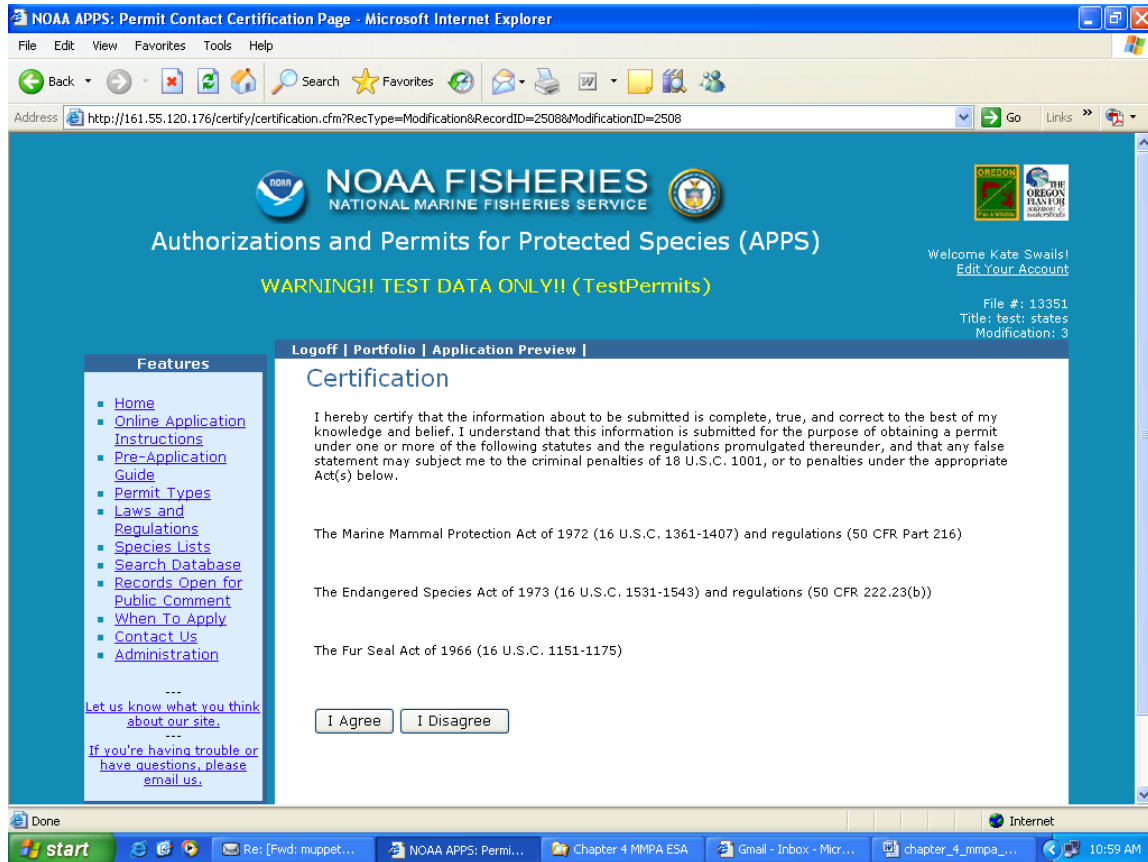 NOAA APPS: Permit Contact Certification Page - Microsoft Internet Explorer
File Edit View Favorites Tools Help
Back Search Favorites
Address http://161.55.120.176/certify/certification.cfm?RecType=Modification&RecordID=2508&ModificationID=2508 Go Links »
NOAA
NOAA FISHERIES
NATIONAL MARINE FISHERIES SERVICE
OREGON
Fish & Wildlife
THE
OREGON
PLAN FOR
salmon &
watersheds
Authorizations and Permits for Protected Species (APPS)
WARNING!! TEST DATA ONLY!! (TestPermits)
Welcome Kate Swails!
Edit Your Account
File #: 13351
Title: test: states
Modification: 3
Logoff | Portfolio | Application Preview |
Features
Home
Online Application
Instructions
Pre-Application
Guide
Permit Types
Laws and
Regulations
Species Lists
Search Database
Records Open for
Public Comment
When To Apply
Contact Us
Administration
---
Let us know what you think
about our site.
---
If you're having trouble or
have questions, please
email us.
Certification
I hereby certify that the information about to be submitted is complete, true, and correct to the best of my
knowledge and belief. I understand that this information is submitted for the purpose of obtaining a permit
under one or more of the following statutes and the regulations promulgated thereunder, and that any false
statement may subject me to the criminal penalties of 18 U.S.C. 1001, or to penalties under the appropriate
Act(s) below.
The Marine Mammal Protection Act of 1972 (16 U.S.C. 1361-1407) and regulations (50 CFR Part 216)
The Endangered Species Act of 1973 (16 U.S.C. 1531-1543) and regulations (50 CFR 222.23(b))
The Fur Seal Act of 1966 (16 U.S.C. 1151-1175)
I Agree I Disagree
Done Internet
start Re: [Fwd: muppet... NOAA APPS: Permi... Chapter 4 MMPA ESA Gmail - Inbox - Micr... chapter_4_mmpa_... 10:59 AM